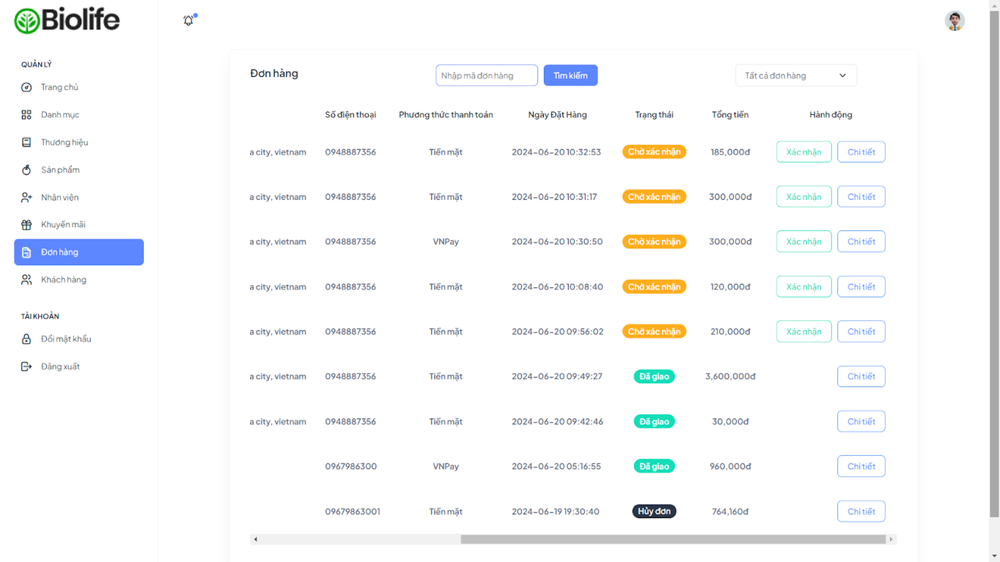 Biolife
QUẢN LÝ
Trang chủ
Danh mục
Thương hiệu
Sản phẩm
Nhân viên
Khuyến mãi
Đơn hàng
Khách hàng
TÀI KHOẢN
Đổi mật khẩu
Đăng xuất
Đơn hàng
Nhập mã đơn hàng
Tìm kiếm
Tất cả đơn hàng
Số điện thoại Phương thức thanh toán Ngày Đặt Hàng Trạng thái Tổng tiền Hành động
a city, vietnam 0948887356 Tiền mặt 2024-06-20 10:32:53 Chờ xác nhận 185,000đ Xác nhận Chi tiết
a city, vietnam 0948887356 Tiền mặt 2024-06-20 10:31:17 Chờ xác nhận 300,000đ Xác nhận Chi tiết
a city, vietnam 0948887356 VNPay 2024-06-20 10:30:50 Chờ xác nhận 300,000đ Xác nhận Chi tiết
a city, vietnam 0948887356 Tiền mặt 2024-06-20 10:08:40 Chờ xác nhận 120,000đ Xác nhận Chi tiết
a city, vietnam 0948887356 Tiền mặt 2024-06-20 09:56:02 Chờ xác nhận 210,000đ Xác nhận Chi tiết
a city, vietnam 0948887356 Tiền mặt 2024-06-20 09:49:27 Đã giao 3,600,000đ Chi tiết
a city, vietnam 0948887356 Tiền mặt 2024-06-20 09:42:46 Đã giao 30,000đ Chi tiết
0967986300 VNPay 2024-06-20 05:16:55 Đã giao 960,000đ Chi tiết
09679863001 Tiền mặt 2024-06-19 19:30:40 Hủy đơn 764,160đ Chi tiết